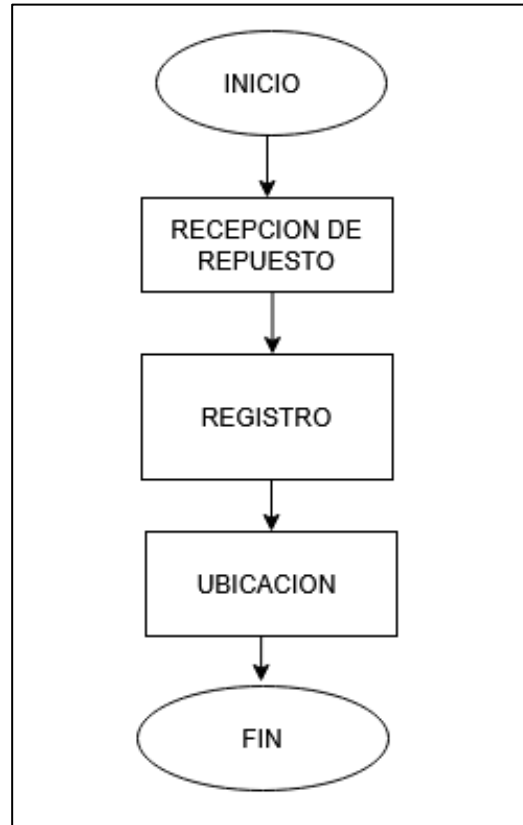 INICIO
RECEPCION DE
REPUESTO
REGISTRO
UBICACION
FIN